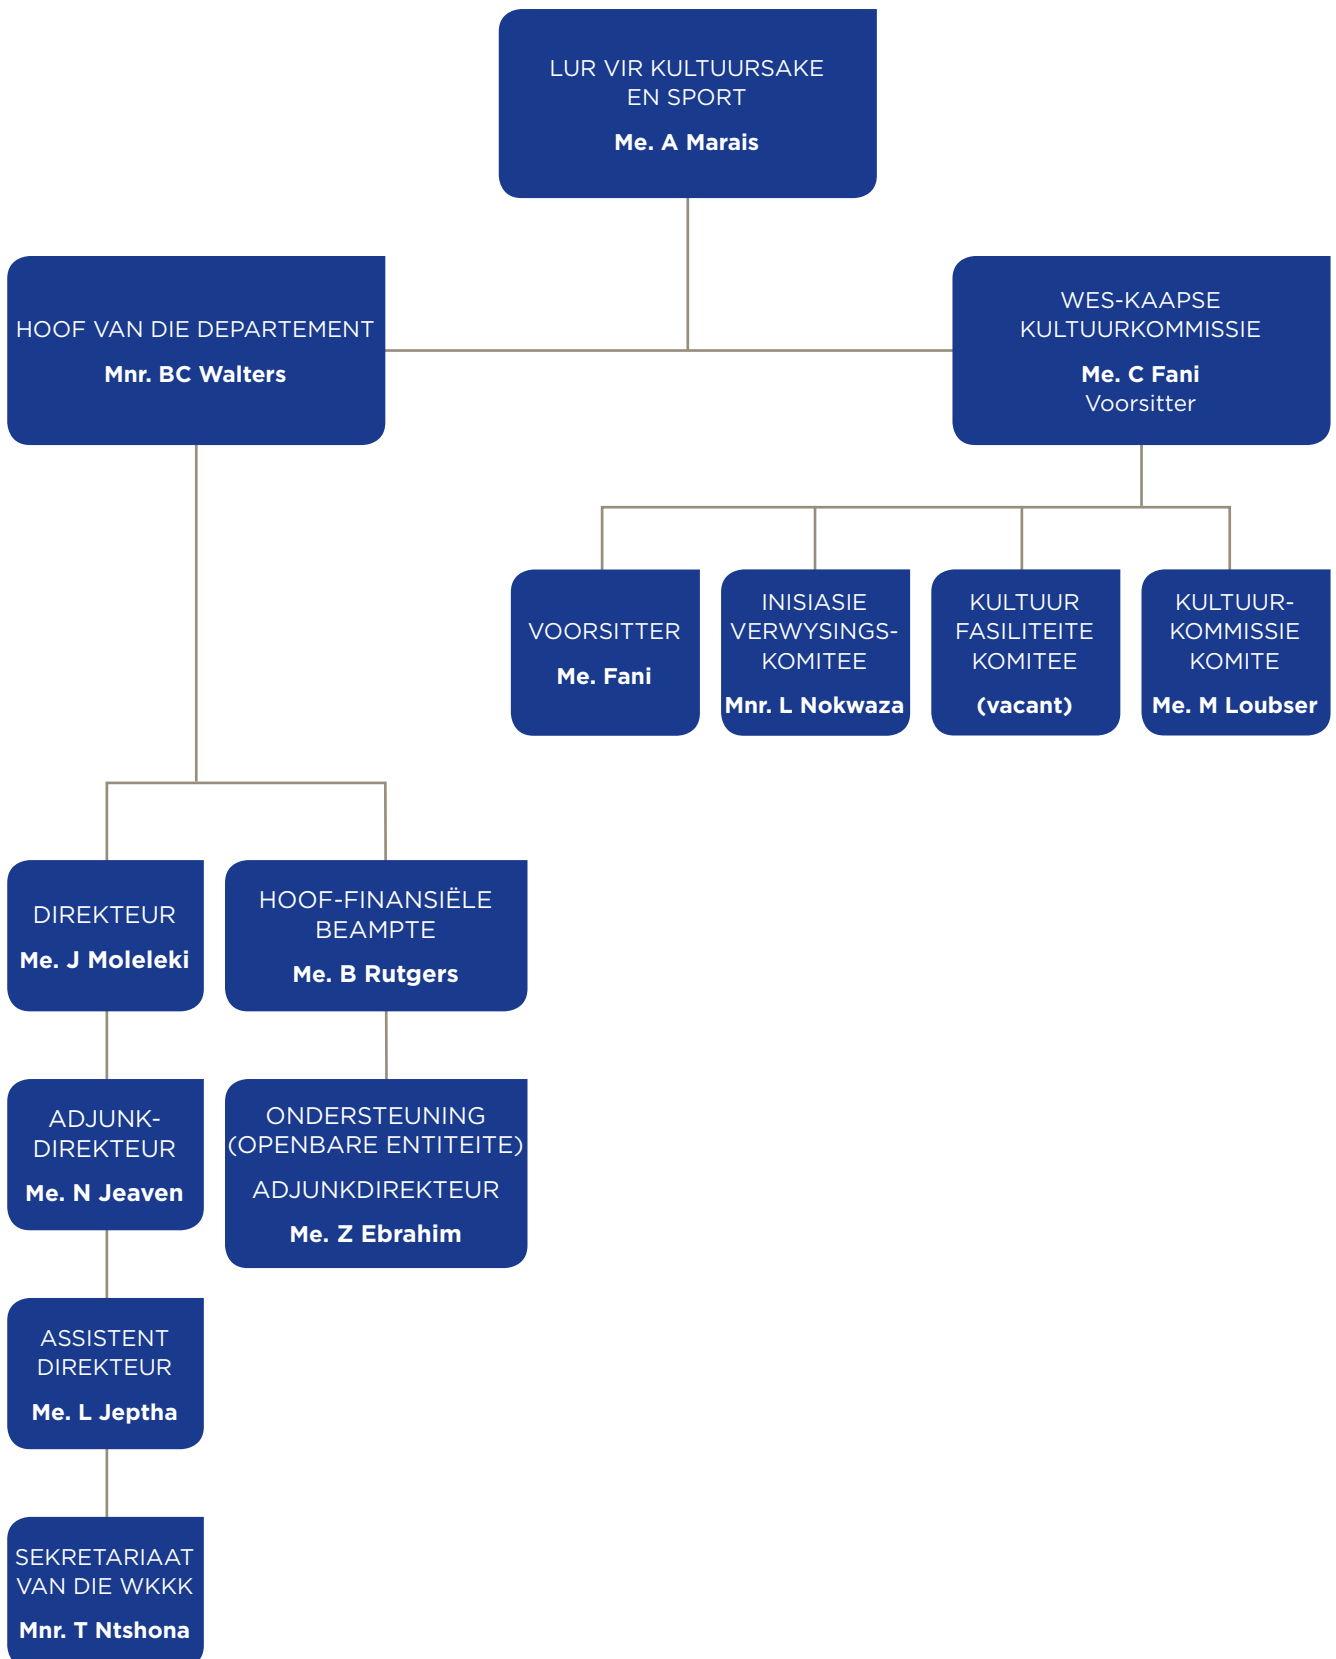 LUR VIR KULTUURSAKE
EN SPORT
Me. A Marais
HOOF VAN DIE DEPARTEMENT
Mnr. BC Walters
WES-KAAPSE
KULTUURKOMMISSIE
Me. C Fani
Voorsitter
VOORSITTER
Me. Fani
INISIASIE
VERWYSINGS-
KOMITEE
Mnr. L Nokwaza
KULTUUR
FASILITEITE
KOMITEE
(vacant)
KULTUUR-
KOMMISSIE
KOMITE
Me. M Loubser
DIREKTEUR
Me. J Moleleki
HOOF-FINANSIËLE
BEAMPTE
Me. B Rutgers
ADJUNK-
DIREKTEUR
Me. N Jeaven
ONDERSTEUNING
(OPENBARE ENTITEITE)
ADJUNKDIREKTEUR
Me. Z Ebrahim
ASSISTENT
DIREKTEUR
Me. L Jeptha
SEKRETARIAAT
VAN DIE WKKK
Mnr. T Ntshona